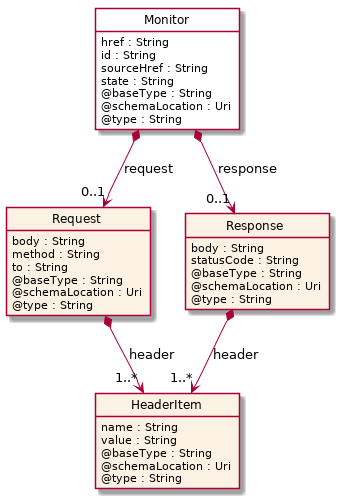 Monitor
href : String
id : String
sourceHref : String
state : String
@baseType : String
@schemaLocation : Uri
@type : String
request
response
0..1
0..1
Request
body : String
method : String
to : String
@baseType : String
@schemaLocation : Uri
@type : String
Response
body : String
statusCode : String
@baseType : String
@schemaLocation : Uri
@type : String
header
header
1..*
1..*
HeaderItem
name : String
value : String
@baseType : String
@schemaLocation : Uri
@type : String